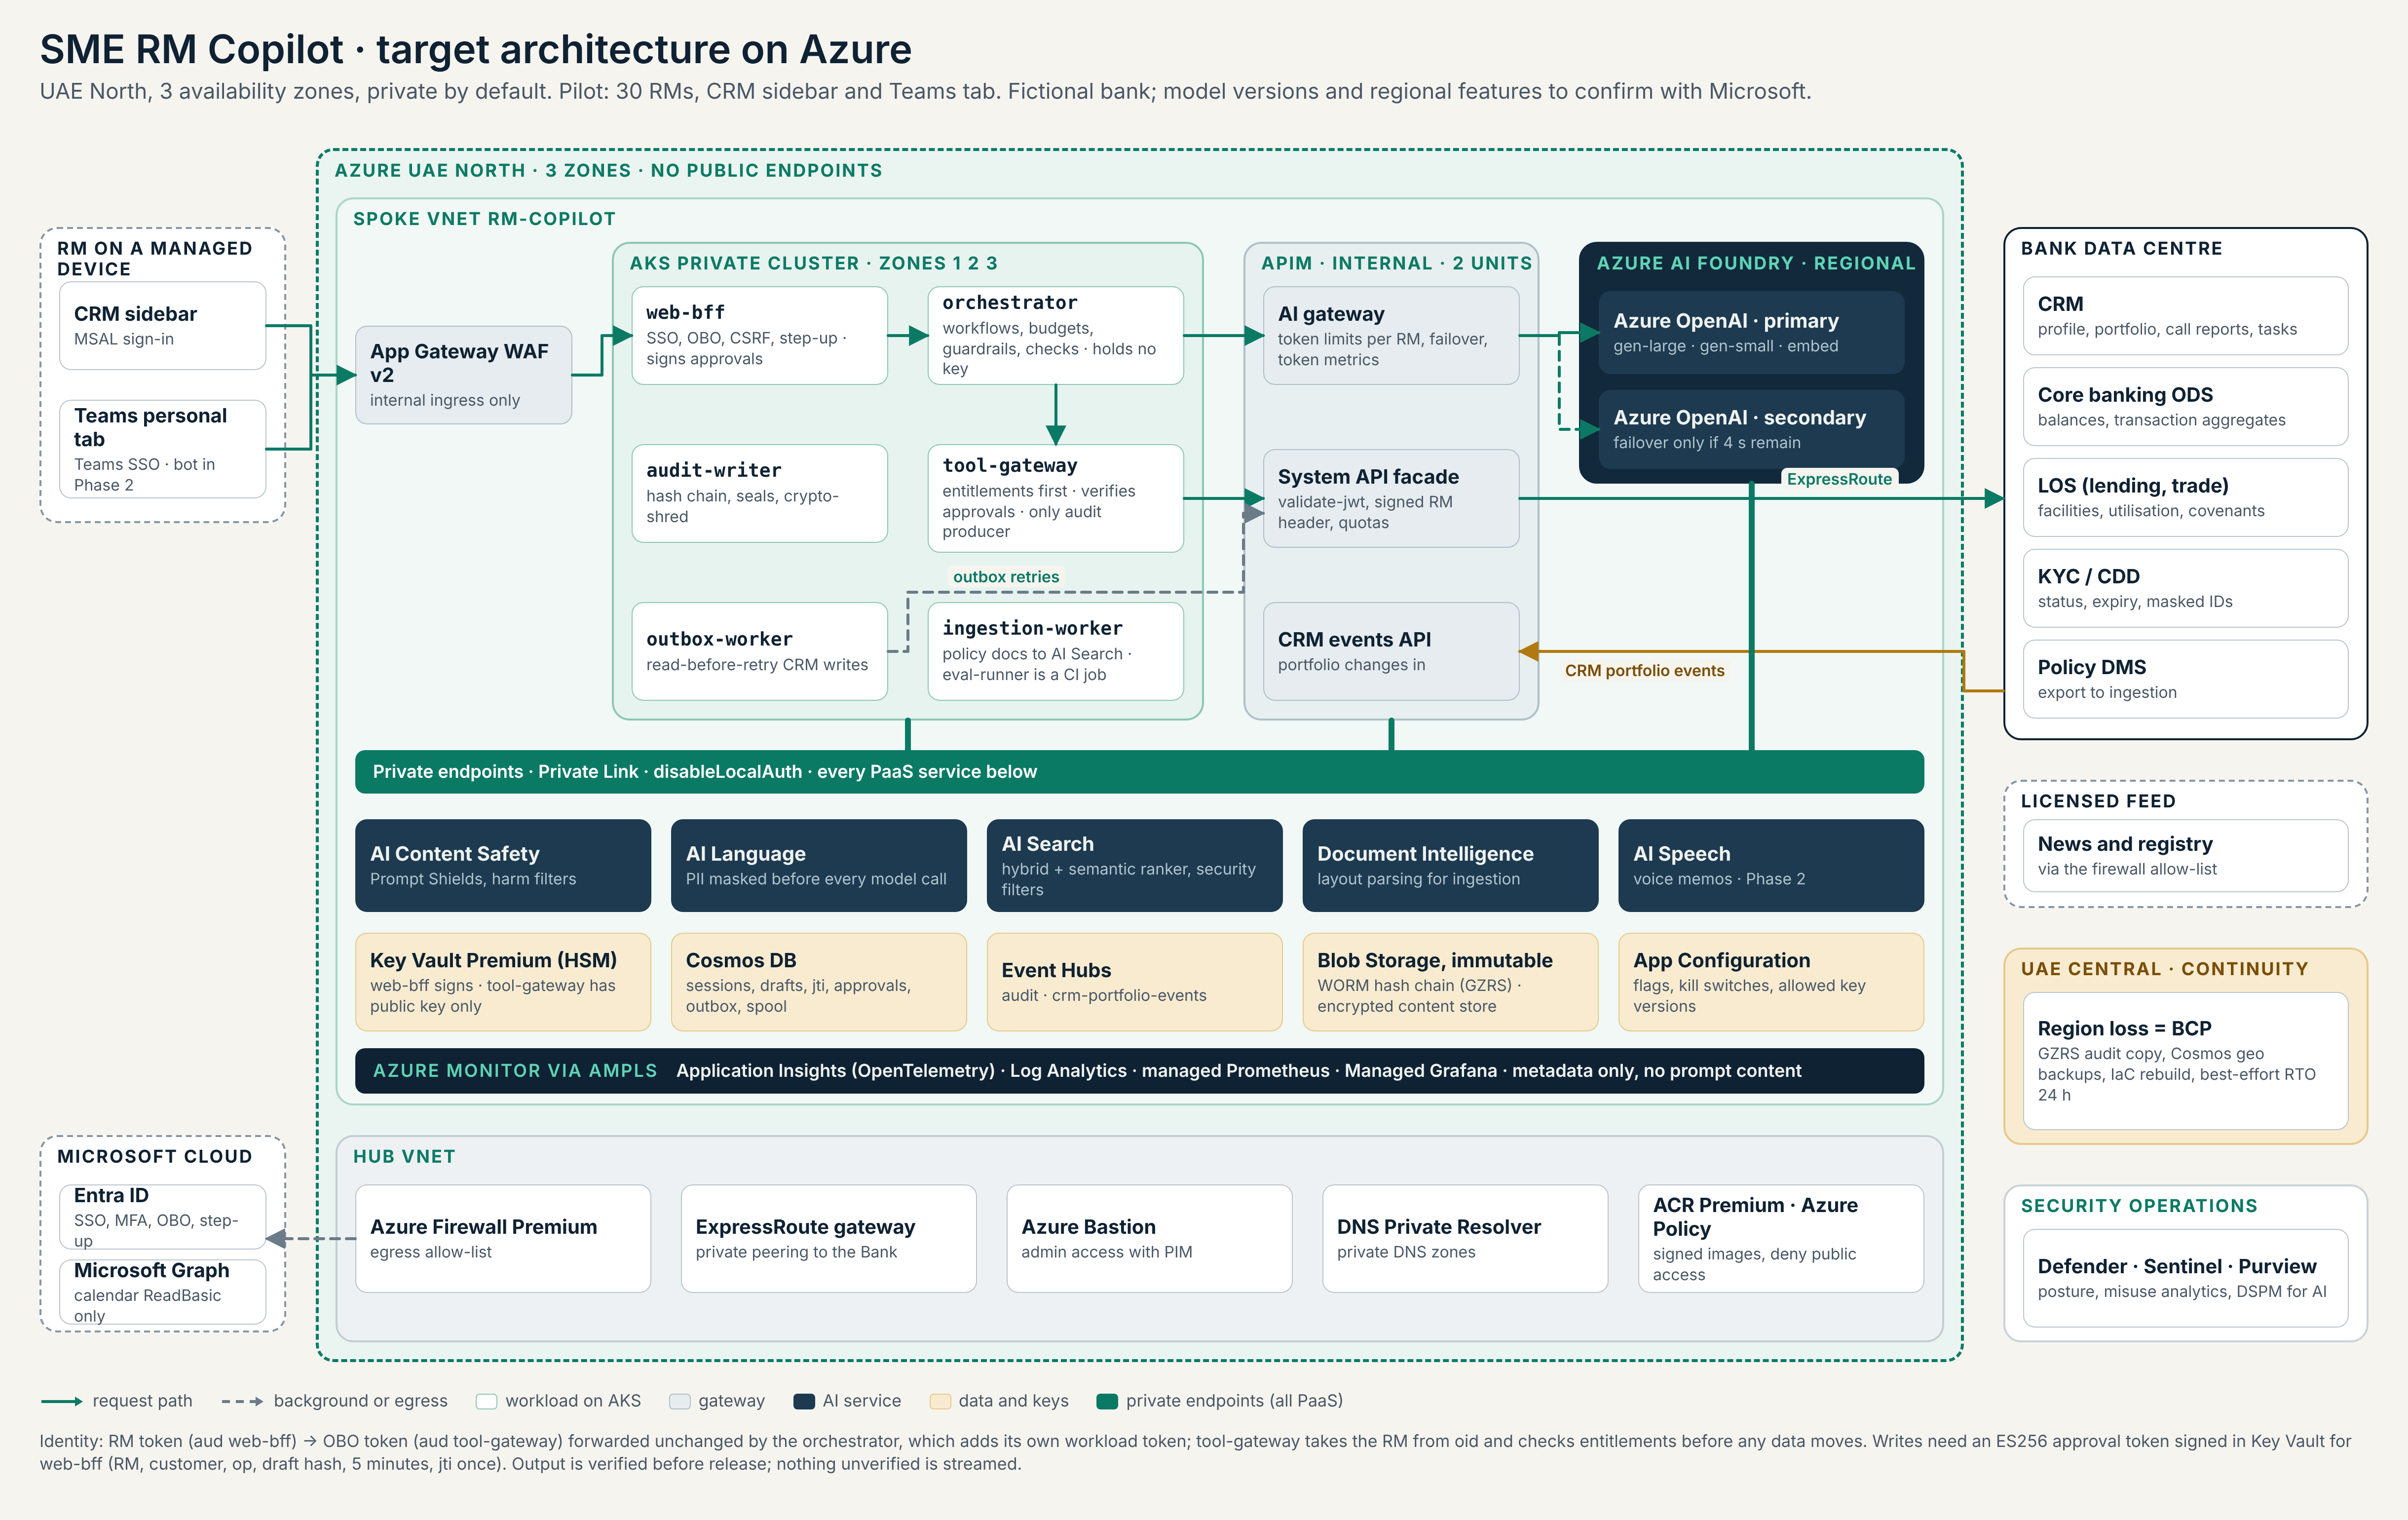 SME RM Copilot · target architecture on Azure
UAE North, 3 availability zones, private by default. Pilot: 30 RMs, CRM sidebar and Teams tab. Fictional bank; model versions and regional features to confirm with Microsoft.
AZURE UAE NORTH · 3 ZONES · NO PUBLIC ENDPOINTS
SPOKE VNET RM-COPILOT
RM ON A MANAGED
DEVICE
CRM sidebar
MSAL sign-in
Teams personal
tab
Teams SSO · bot in
Phase 2
App Gateway WAF
v2
internal ingress only
AKS PRIVATE CLUSTER · ZONES 1 2 3
web-bff
SSO, OBO, CSRF, step-up ·
signs approvals
orchestrator
workflows, budgets,
guardrails, checks · holds no
key
audit-writer
hash chain, seals, crypto-
shred
tool-gateway
entitlements first · verifies
approvals · only audit
producer
outbox retries
outbox-worker
read-before-retry CRM writes
ingestion-worker
policy docs to AI Search ·
eval-runner is a CI job
APIM · INTERNAL · 2 UNITS
AI gateway
token limits per RM, failover,
token metrics
System API facade
validate-jwt, signed RM
header, quotas
CRM events API
portfolio changes in
AZURE AI FOUNDRY · REGIONAL
Azure OpenAI · primary
gen-large · gen-small · embed
Azure OpenAI · secondary
failover only if 4 s remain
ExpressRoute
CRM portfolio events
BANK DATA CENTRE
CRM
profile, portfolio, call reports, tasks
Core banking ODS
balances, transaction aggregates
LOS (lending, trade)
facilities, utilisation, covenants
KYC / CDD
status, expiry, masked IDs
Policy DMS
export to ingestion
Private endpoints · Private Link · disableLocalAuth · every PaaS service below
AI Content Safety
Prompt Shields, harm filters
AI Language
PII masked before every model call
AI Search
hybrid + semantic ranker, security
filters
Document Intelligence
layout parsing for ingestion
AI Speech
voice memos · Phase 2
Key Vault Premium (HSM)
web-bff signs · tool-gateway has
public key only
Cosmos DB
sessions, drafts, jti, approvals,
outbox, spool
Event Hubs
audit · crm-portfolio-events
Blob Storage, immutable
WORM hash chain (GZRS) ·
encrypted content store
App Configuration
flags, kill switches, allowed key
versions
AZURE MONITOR VIA AMPLS Application Insights (OpenTelemetry) · Log Analytics · managed Prometheus · Managed Grafana · metadata only, no prompt content
LICENSED FEED
News and registry
via the firewall allow-list
UAE CENTRAL · CONTINUITY
Region loss = BCP
GZRS audit copy, Cosmos geo
backups, IaC rebuild, best-effort RTO
24 h
MICROSOFT CLOUD
Entra ID
SSO, MFA, OBO, step-
up
Microsoft Graph
calendar ReadBasic
only
HUB VNET
Azure Firewall Premium
egress allow-list
ExpressRoute gateway
private peering to the Bank
Azure Bastion
admin access with PIM
DNS Private Resolver
private DNS zones
ACR Premium · Azure
Policy
signed images, deny public
access
SECURITY OPERATIONS
Defender · Sentinel · Purview
posture, misuse analytics, DSPM for AI
request path
background or egress
workload on AKS
gateway
AI service
data and keys
private endpoints (all PaaS)
Identity: RM token (aud web-bff) → OBO token (aud tool-gateway) forwarded unchanged by the orchestrator, which adds its own workload token; tool-gateway takes the RM from oid and checks entitlements before any data moves. Writes need an ES256 approval token signed in Key Vault for
web-bff (RM, customer, op, draft hash, 5 minutes, jti once). Output is verified before release; nothing unverified is streamed.